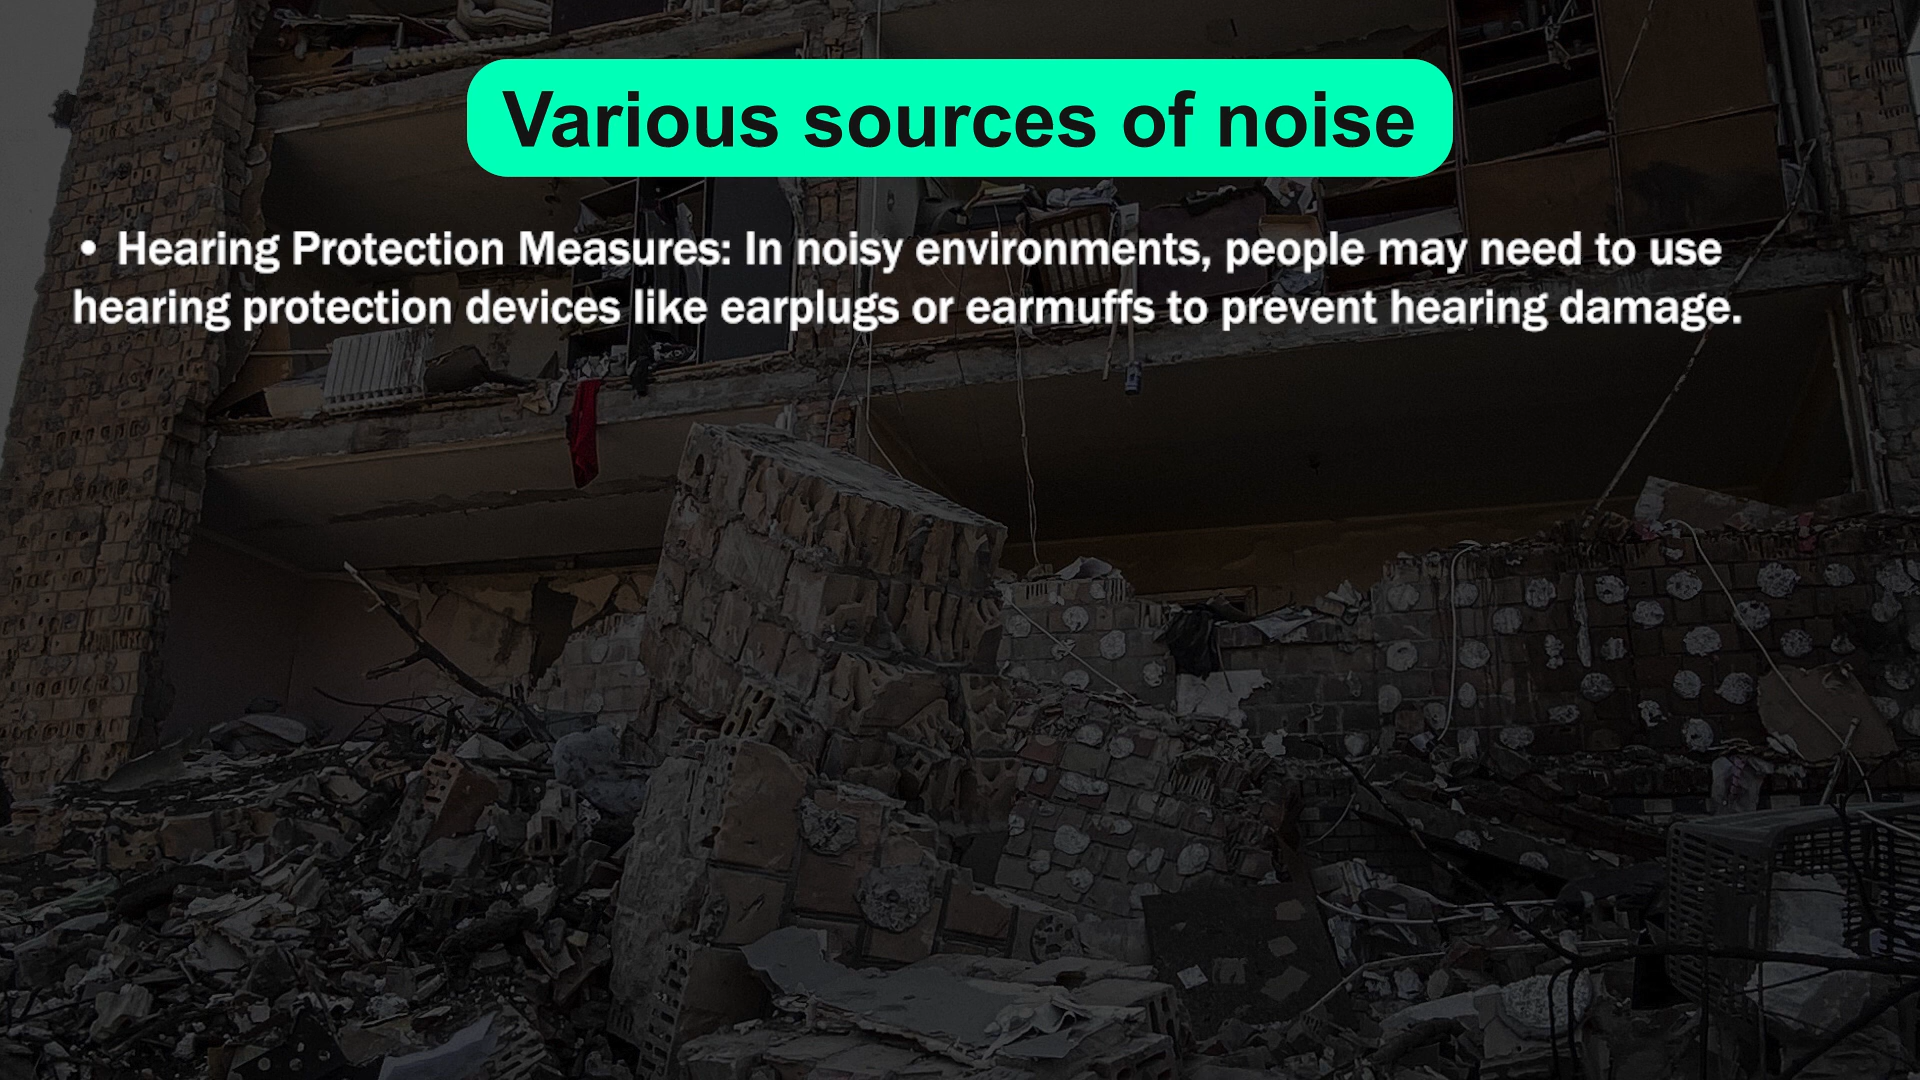 Various sources of noise
• Hearing Protection Measures: In noisy environments, people may need to use
hearing protection devices like earplugs or earmuffs to prevent hearing damage.